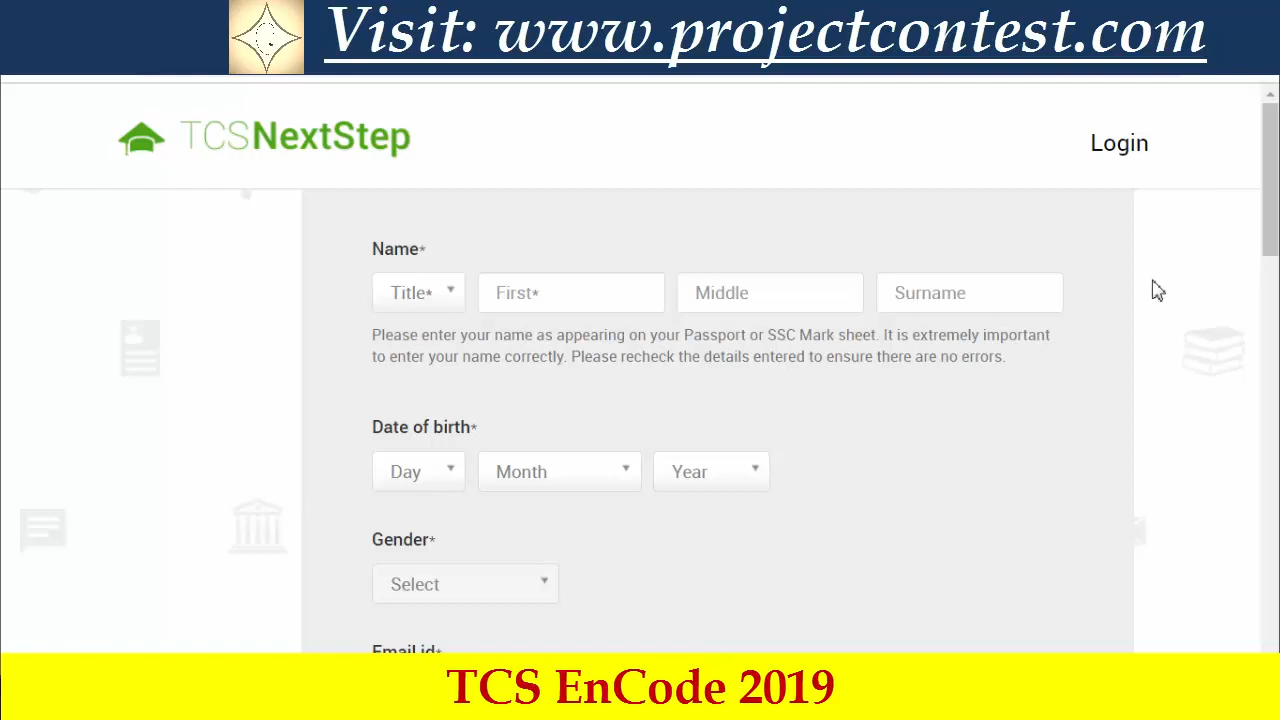 Visit: www.projectcontest.com
TCSNextStep
Login
Name*
Title* First* Middle Surname
Please enter your name as appearing on your Passport or SSC Mark sheet. It is extremely important
to enter your name correctly. Please recheck the details entered to ensure there are no errors.
Date of birth*
Day Month Year
Gender*
Select
Email id*
TCS EnCode 2019